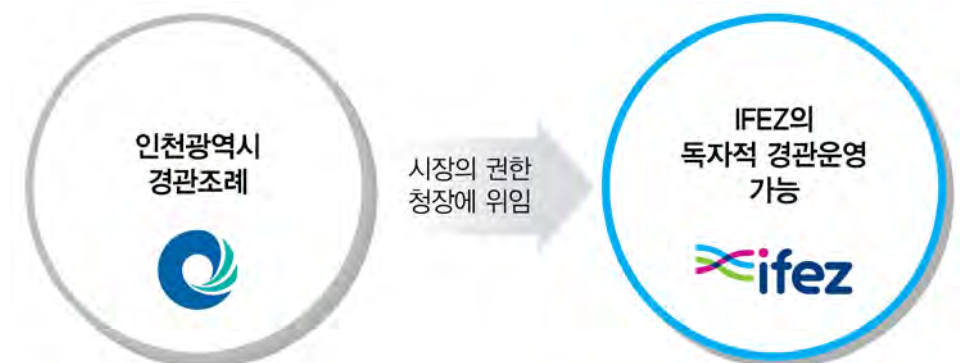 인천광역시
경관조례
시장의 권한
청장에 위임
IFEZ의
독자적 경관운영
가능
ifez